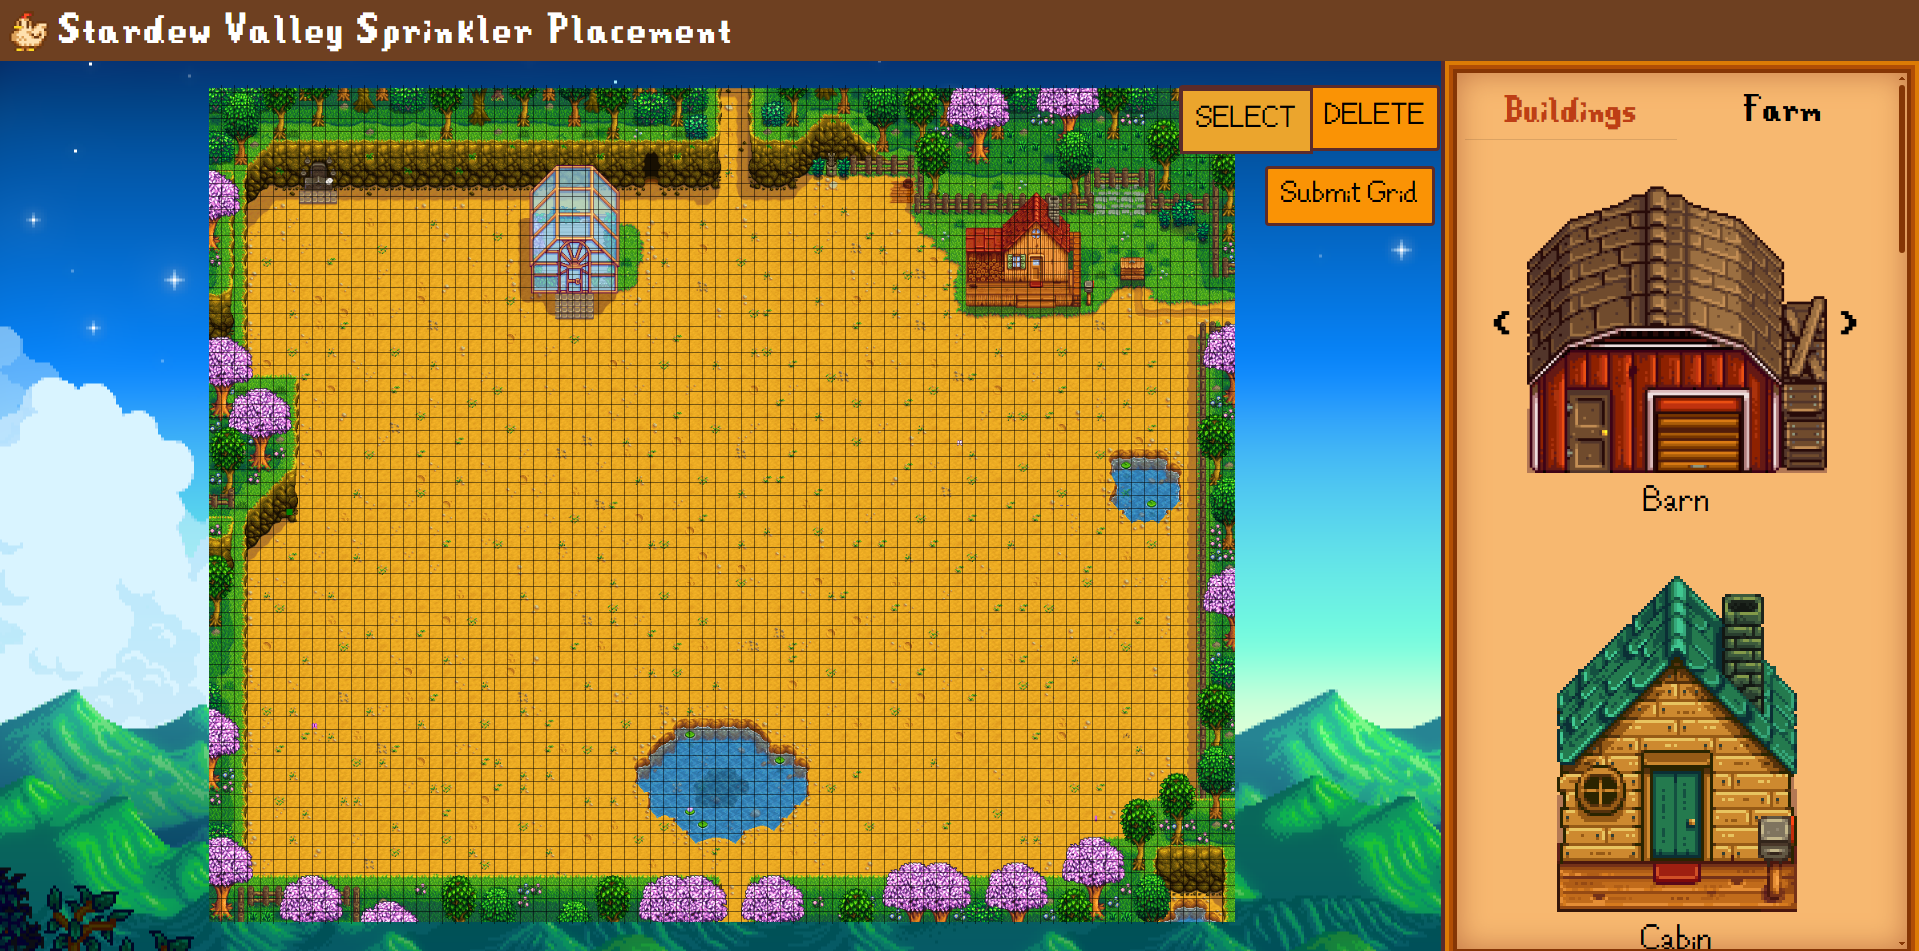 Stardew Valley Sprinkler Placement
SELECT
DELETE
Submit Grid
Buildings
Farm
Barn
Cabin